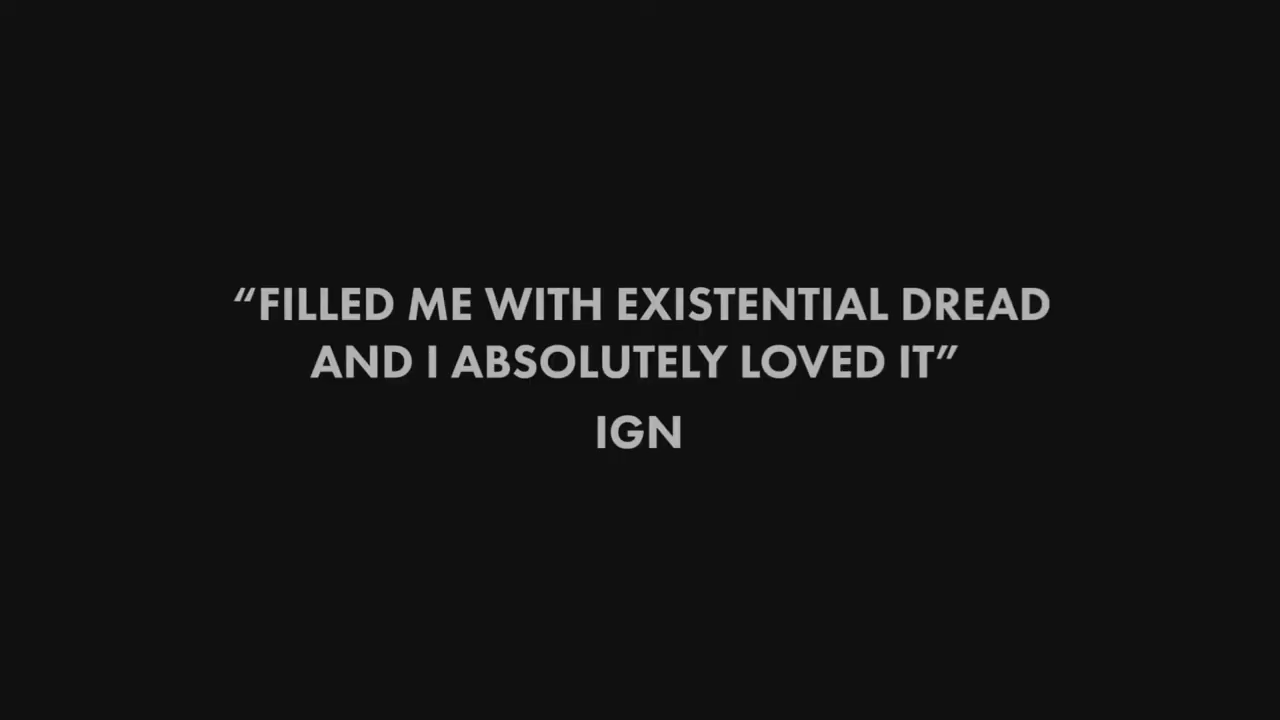 “FILLED ME WITH EXISTENTIAL DREAD
AND I ABSOLUTELY LOVED IT”
IGN